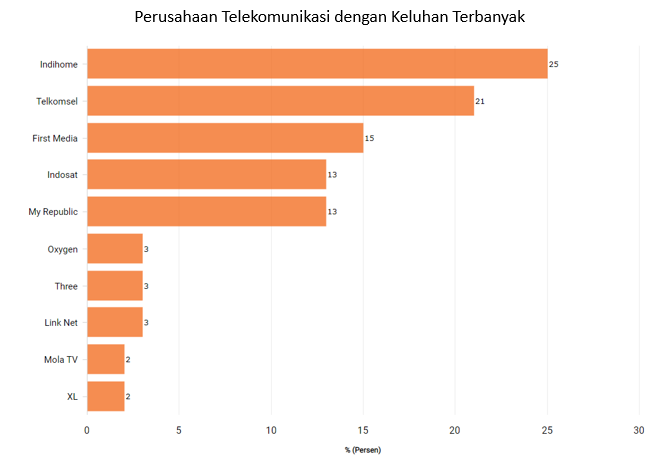 Perusahaan Telekomunikasi dengan Keluhan Terbanyak
Indihome 25
Telkomsel 21
First Media 15
Indosat 13
My Republic 13
Oxygen 3
Three 3
Link Net 3
Mola TV 2
XL 2
0 5 10 15 20 25 30
% (Persen)